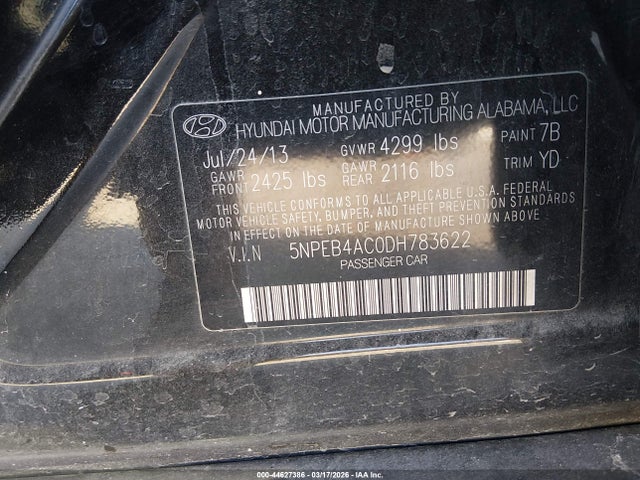 MANUFACTURED BY
HYUNDAI MOTOR MANUFACTURING ALABAMA, LLC
Jul/24/13 GVWR 4299 lbs PAINT 7B
GAWR FRONT 2425 lbs GAWR REAR 2116 lbs TRIM YD
THIS VEHICLE CONFORMS TO ALL APPLICABLE U.S.A. FEDERAL
MOTOR VEHICLE SAFETY, BUMPER, AND THEFT PREVENTION STANDARDS
IN EFFECT ON THE DATE OF MANUFACTURE SHOWN ABOVE.
V.I.N 5NPEB4AC0DH783622
PASSENGER CAR
000-44627386 - 03/17/2026 - IAA Inc.